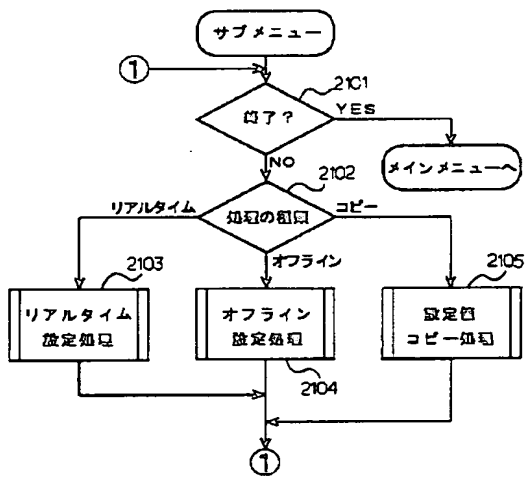 サブメニュー
①
2101
終了?
YES
メインメニューへ
NO
2102
処理の種類
リアルタイム
コピー
オフライン
2103
リアルタイム
設定処理
2104
オフライン
設定処理
2105
設定値
コピー処理
①